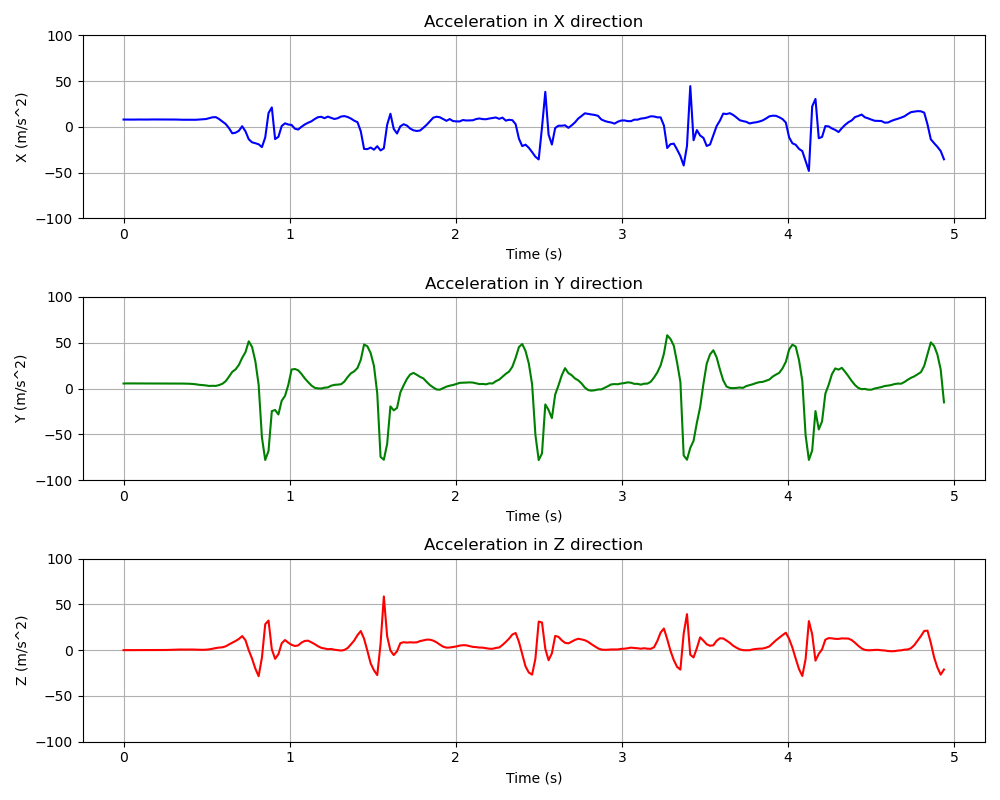 Acceleration in X direction
100
50
0
−50
−100
X (m/s^2)
0 1 2 3 4 5
Time (s)
Acceleration in Y direction
100
50
0
−50
−100
Y (m/s^2)
0 1 2 3 4 5
Time (s)
Acceleration in Z direction
100
50
0
−50
−100
Z (m/s^2)
0 1 2 3 4 5
Time (s)